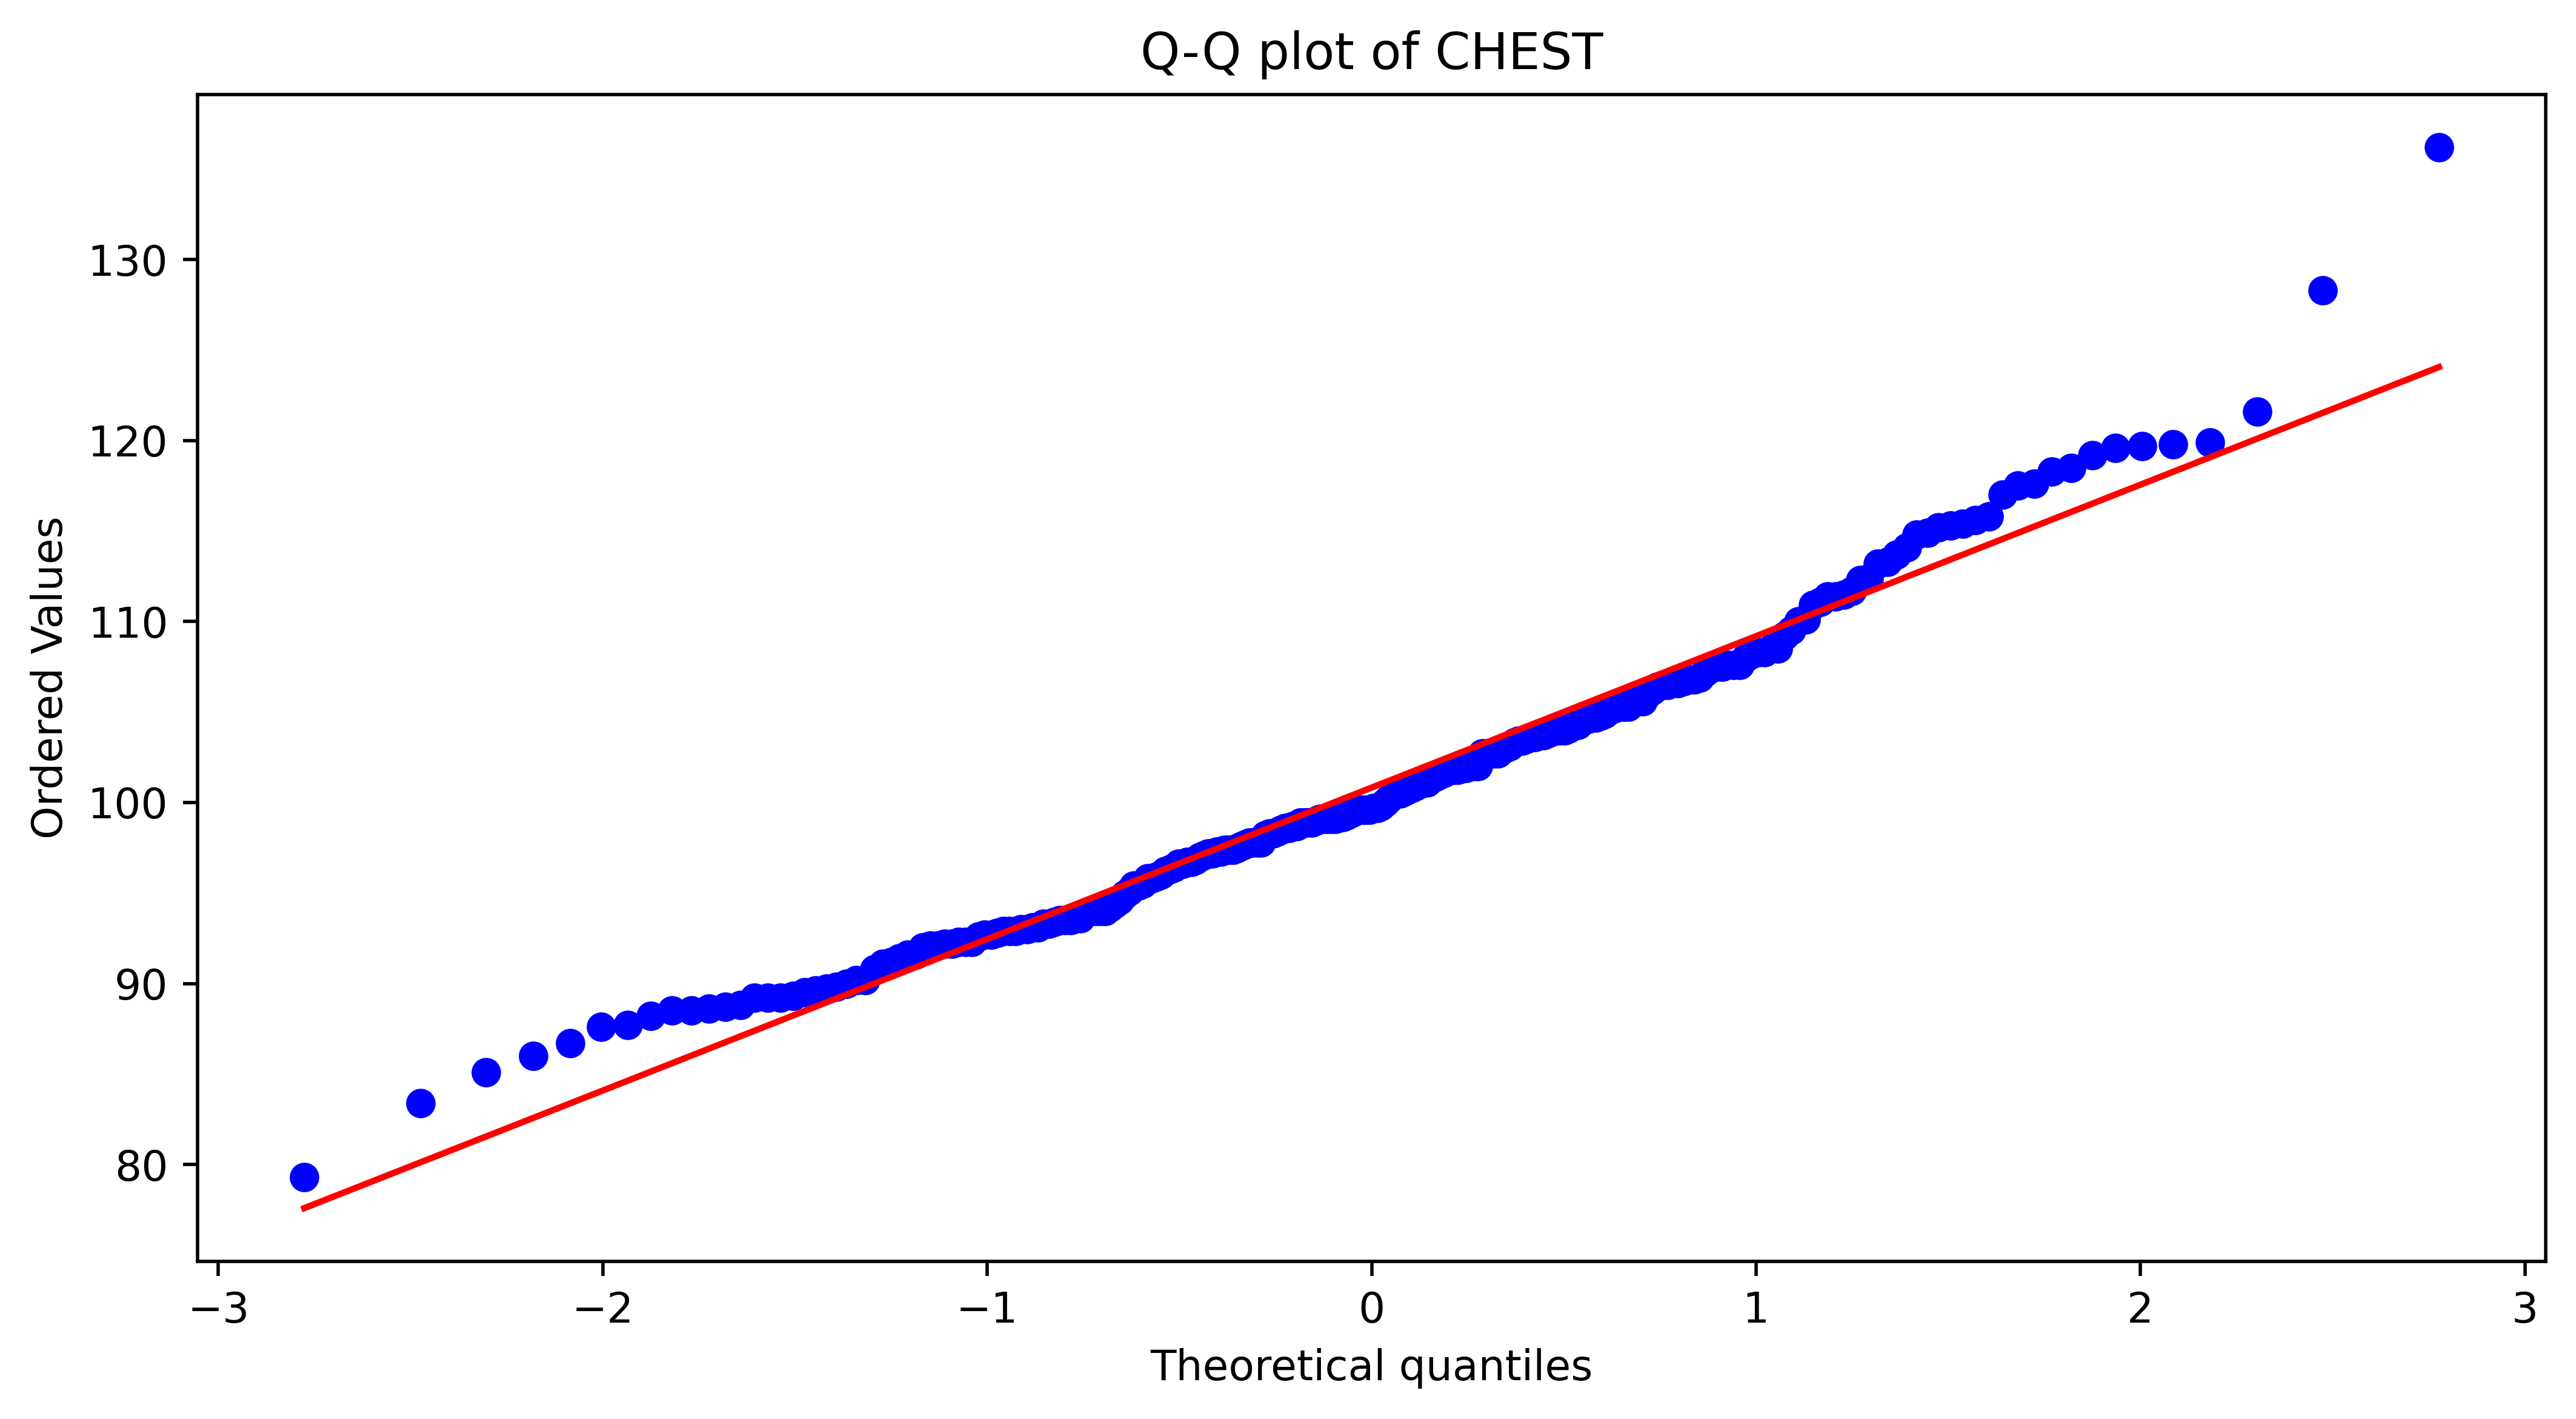 Q-Q plot of CHEST
Ordered Values
130
120
110
100
90
80
−3 −2 −1 0 1 2 3
Theoretical quantiles